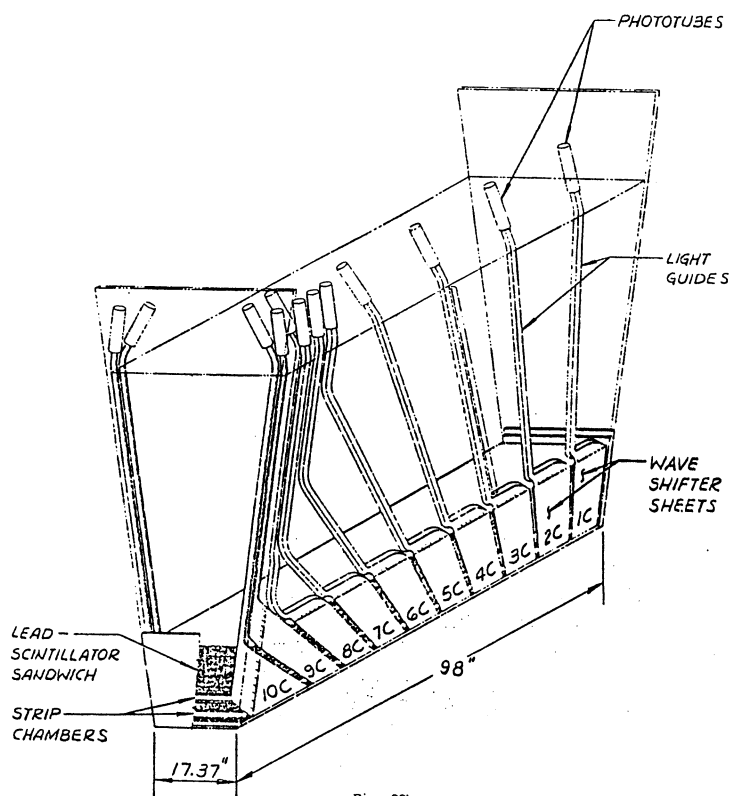 PHOTOTUBES
LIGHT
GUIDES
WAVE
SHIFTER
SHEETS
1C
2C
3C
4C
5C
6C
7C
8C
9C
10C
LEAD-
SCINTILLATOR
SANDWICH
STRIP
CHAMBERS
98"
17.37"